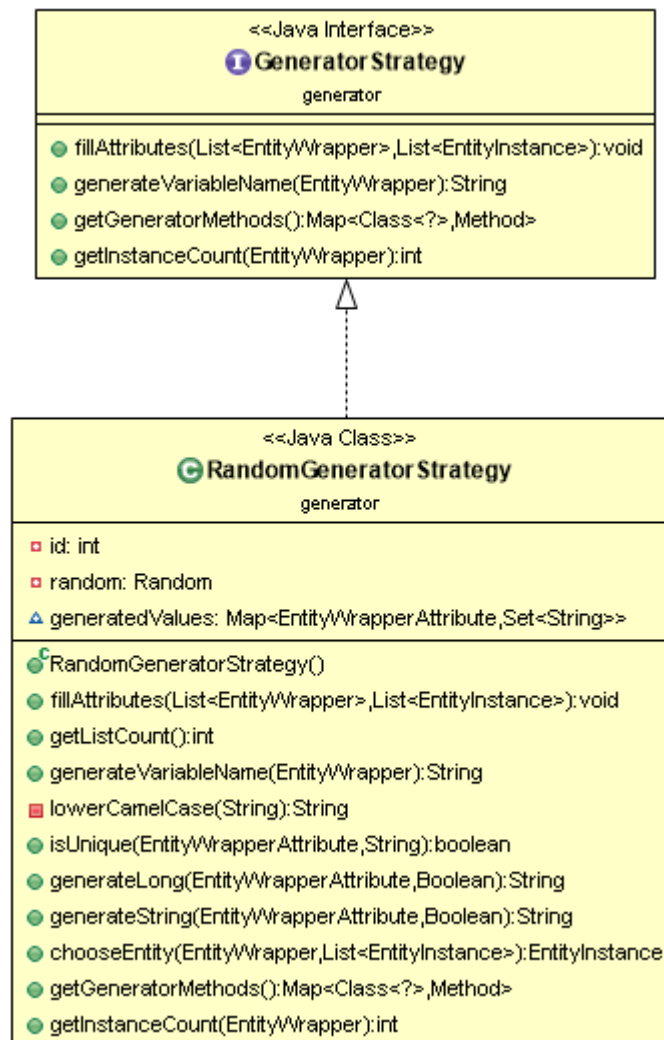 <<Java Interface>>
I GeneratorStrategy
generator
fillAttributes(List<EntityWrapper>,List<EntityInstance>):void
generateVariableName(EntityWrapper):String
getGeneratorMethods():Map<Class<?>,Method>
getInstanceCount(EntityWrapper):int
<<Java Class>>
C RandomGeneratorStrategy
generator
id: int
random: Random
generatedValues: Map<EntityWrapperAttribute,Set<String>>
C RandomGeneratorStrategy()
fillAttributes(List<EntityWrapper>,List<EntityInstance>):void
getListCount():int
generateVariableName(EntityWrapper):String
lowerCamelCase(String):String
isUnique(EntityWrapperAttribute,String):boolean
generateLong(EntityWrapperAttribute,Boolean):String
generateString(EntityWrapperAttribute,Boolean):String
chooseEntity(EntityWrapper,List<EntityInstance>):EntityInstance
getGeneratorMethods():Map<Class<?>,Method>
getInstanceCount(EntityWrapper):int